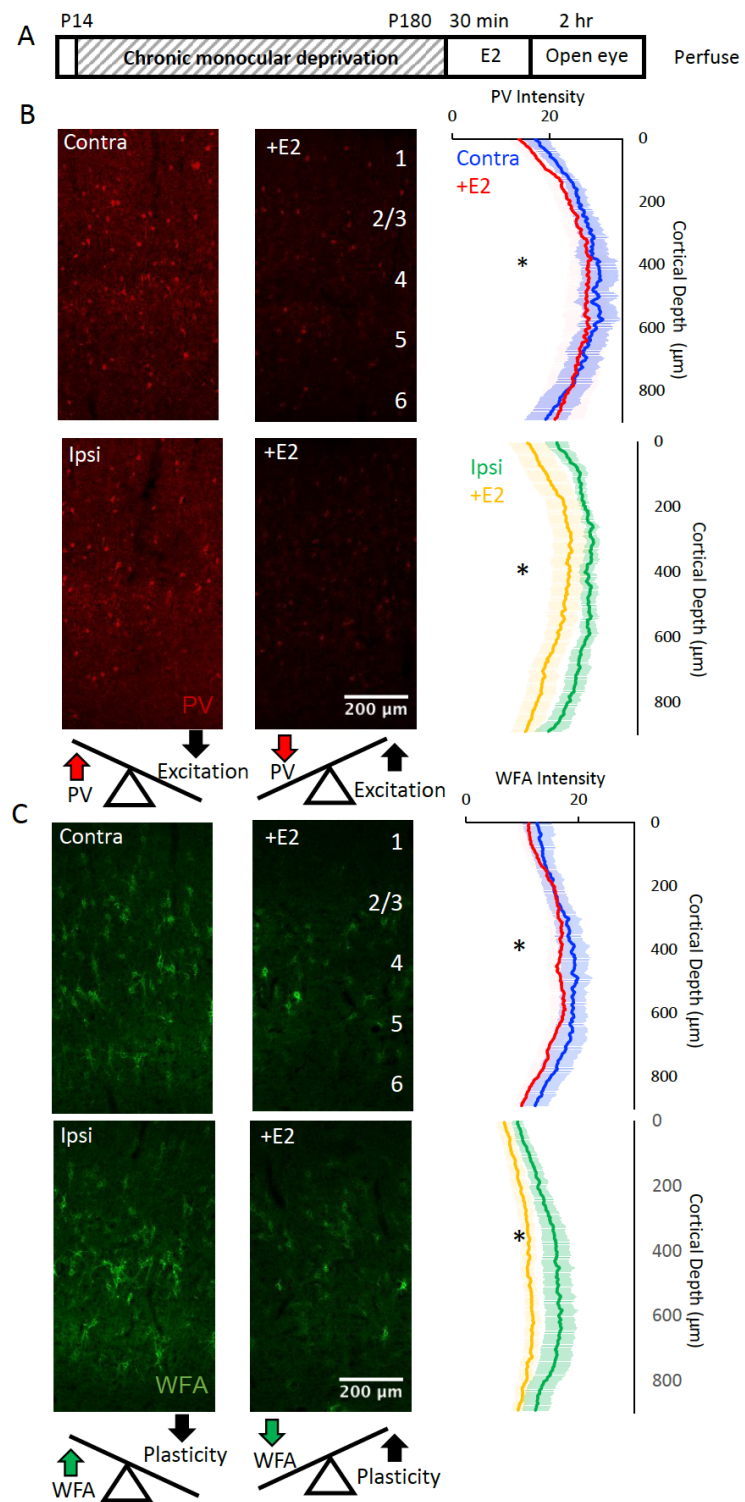 A
P14
P180
30 min
2 hr
Chronic monocular deprivation
E2
Open eye
Perfuse
B
Contra
+E2
1
2/3
4
5
6
PV Intensity
0
20
Contra
+E2
*
0
200
400
600
800
Cortical Depth (µm)
Ipsi
PV
+E2
200 µm
Ipsi
+E2
*
0
200
400
600
800
Cortical Depth (µm)
PV
Excitation
PV
Excitation
C
Contra
+E2
1
2/3
4
5
6
WFA Intensity
0
20
*
0
200
400
600
800
Cortical Depth (µm)
Ipsi
WFA
+E2
200 µm
*
0
200
400
600
800
Cortical Depth (µm)
WFA
Plasticity
WFA
Plasticity